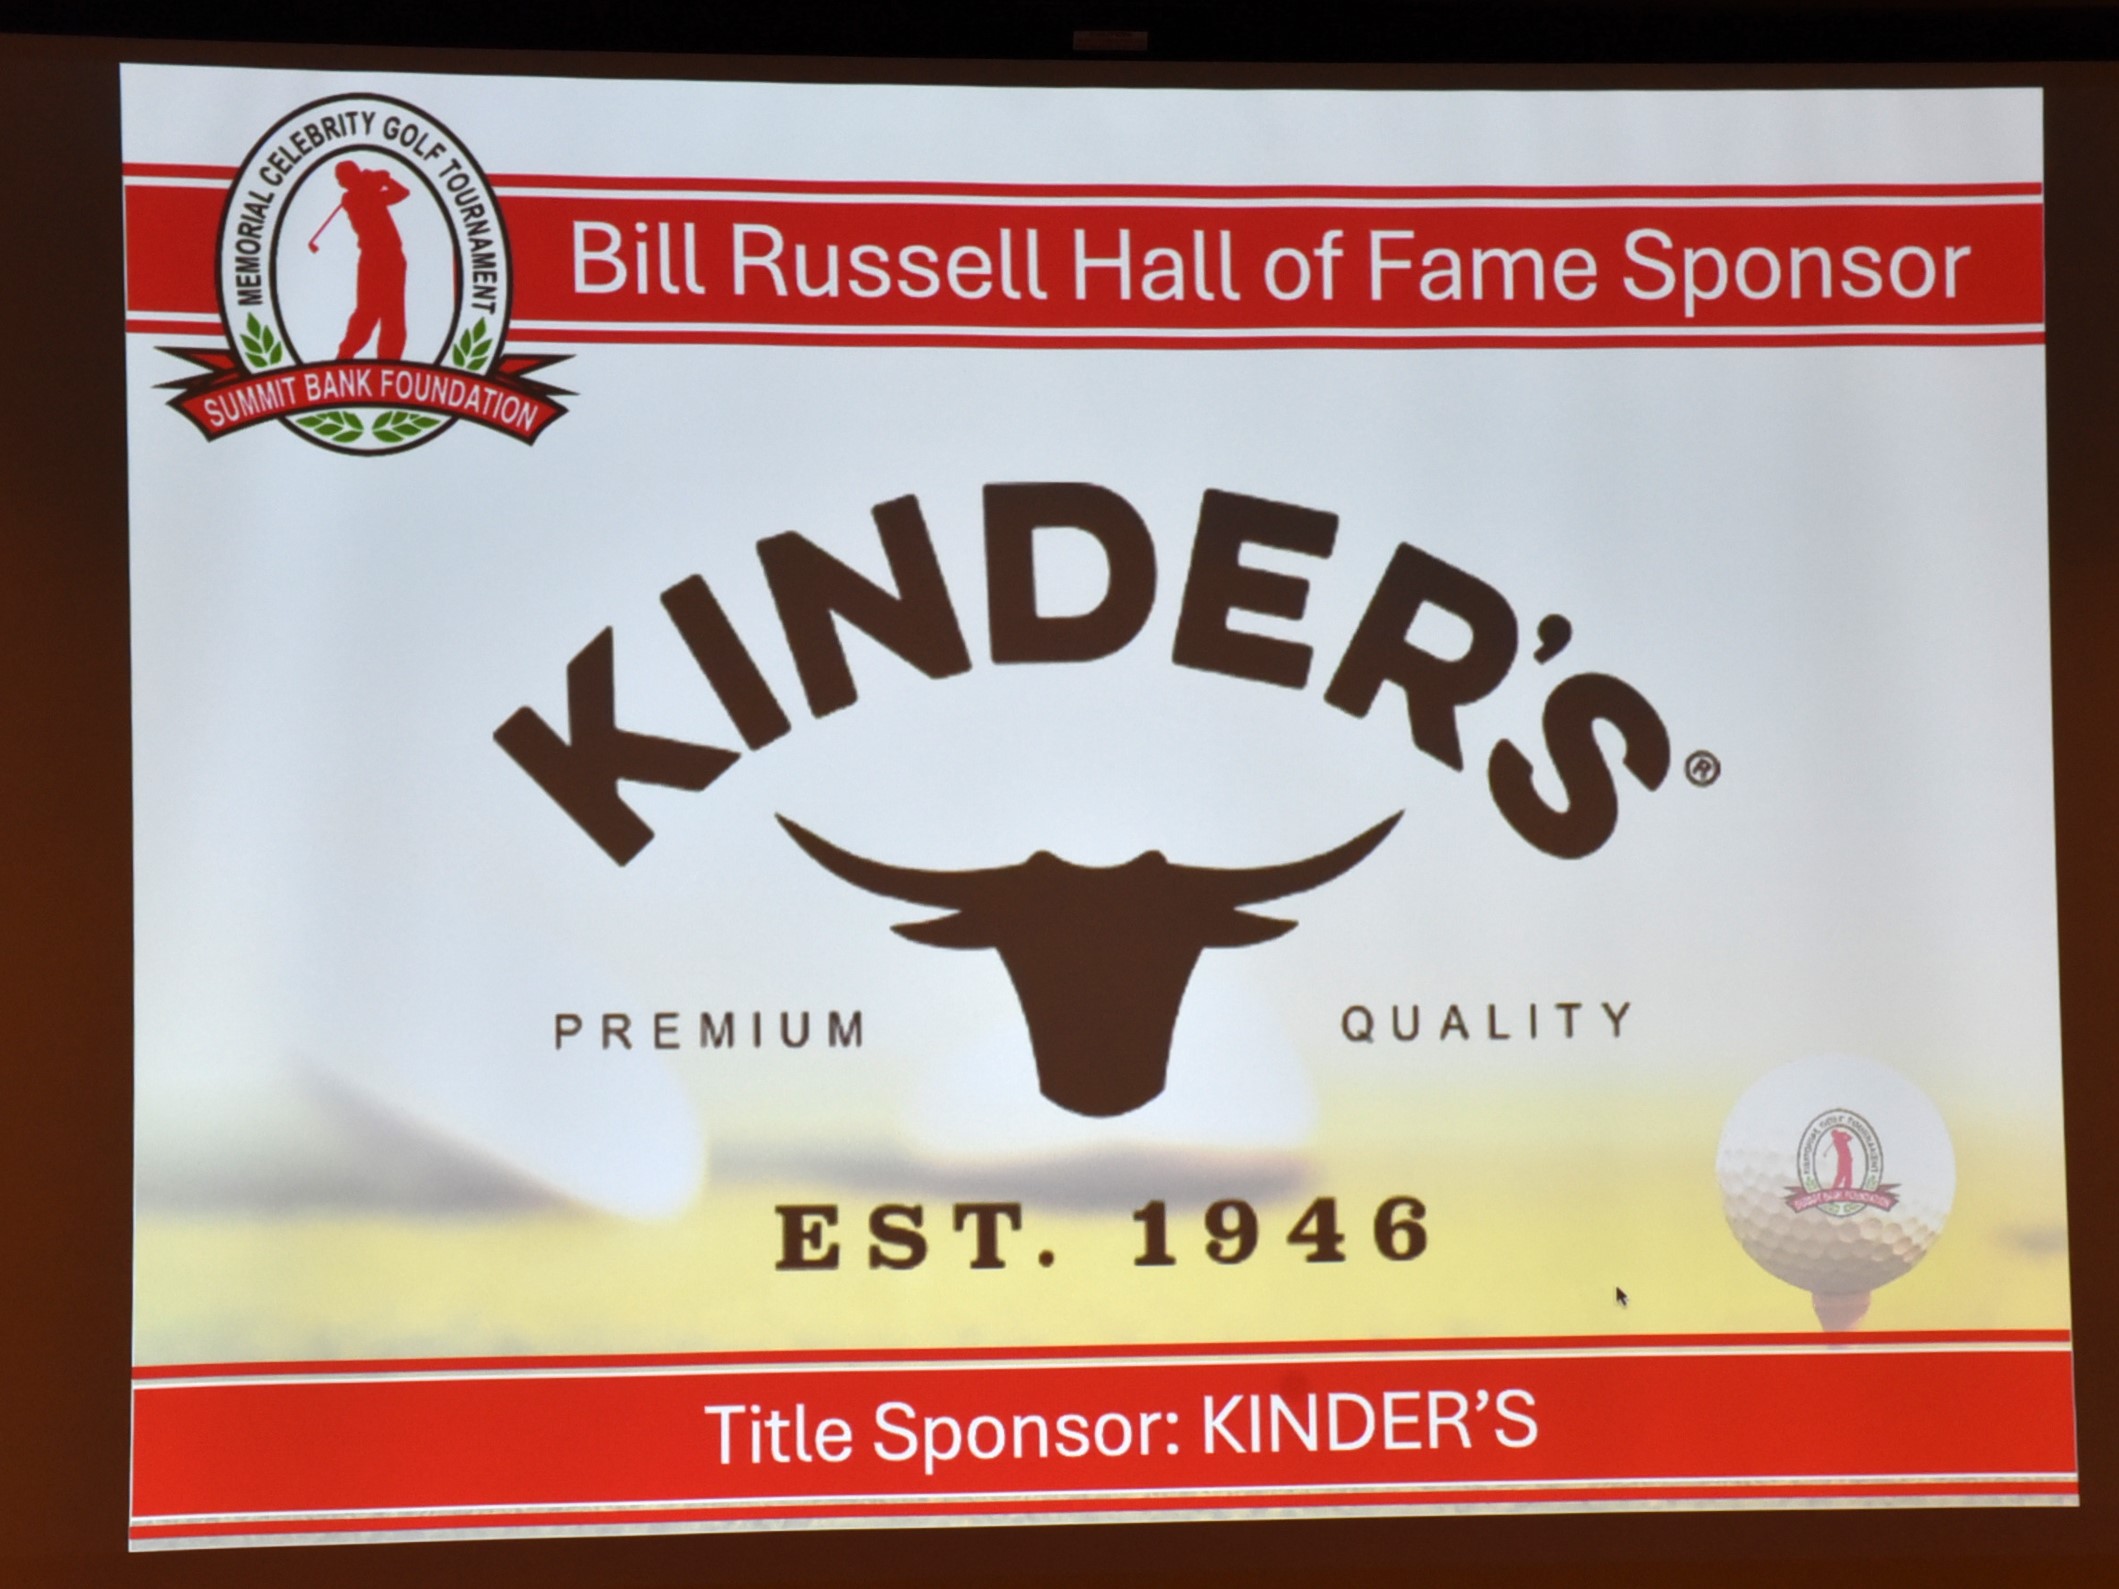 MEMORIAL CELEBRITY GOLF TOURNAMENT
SUMMIT BANK FOUNDATION
Bill Russell Hall of Fame Sponsor
KINDER'S®
PREMIUM QUALITY
EST. 1946
Title Sponsor: KINDER'S